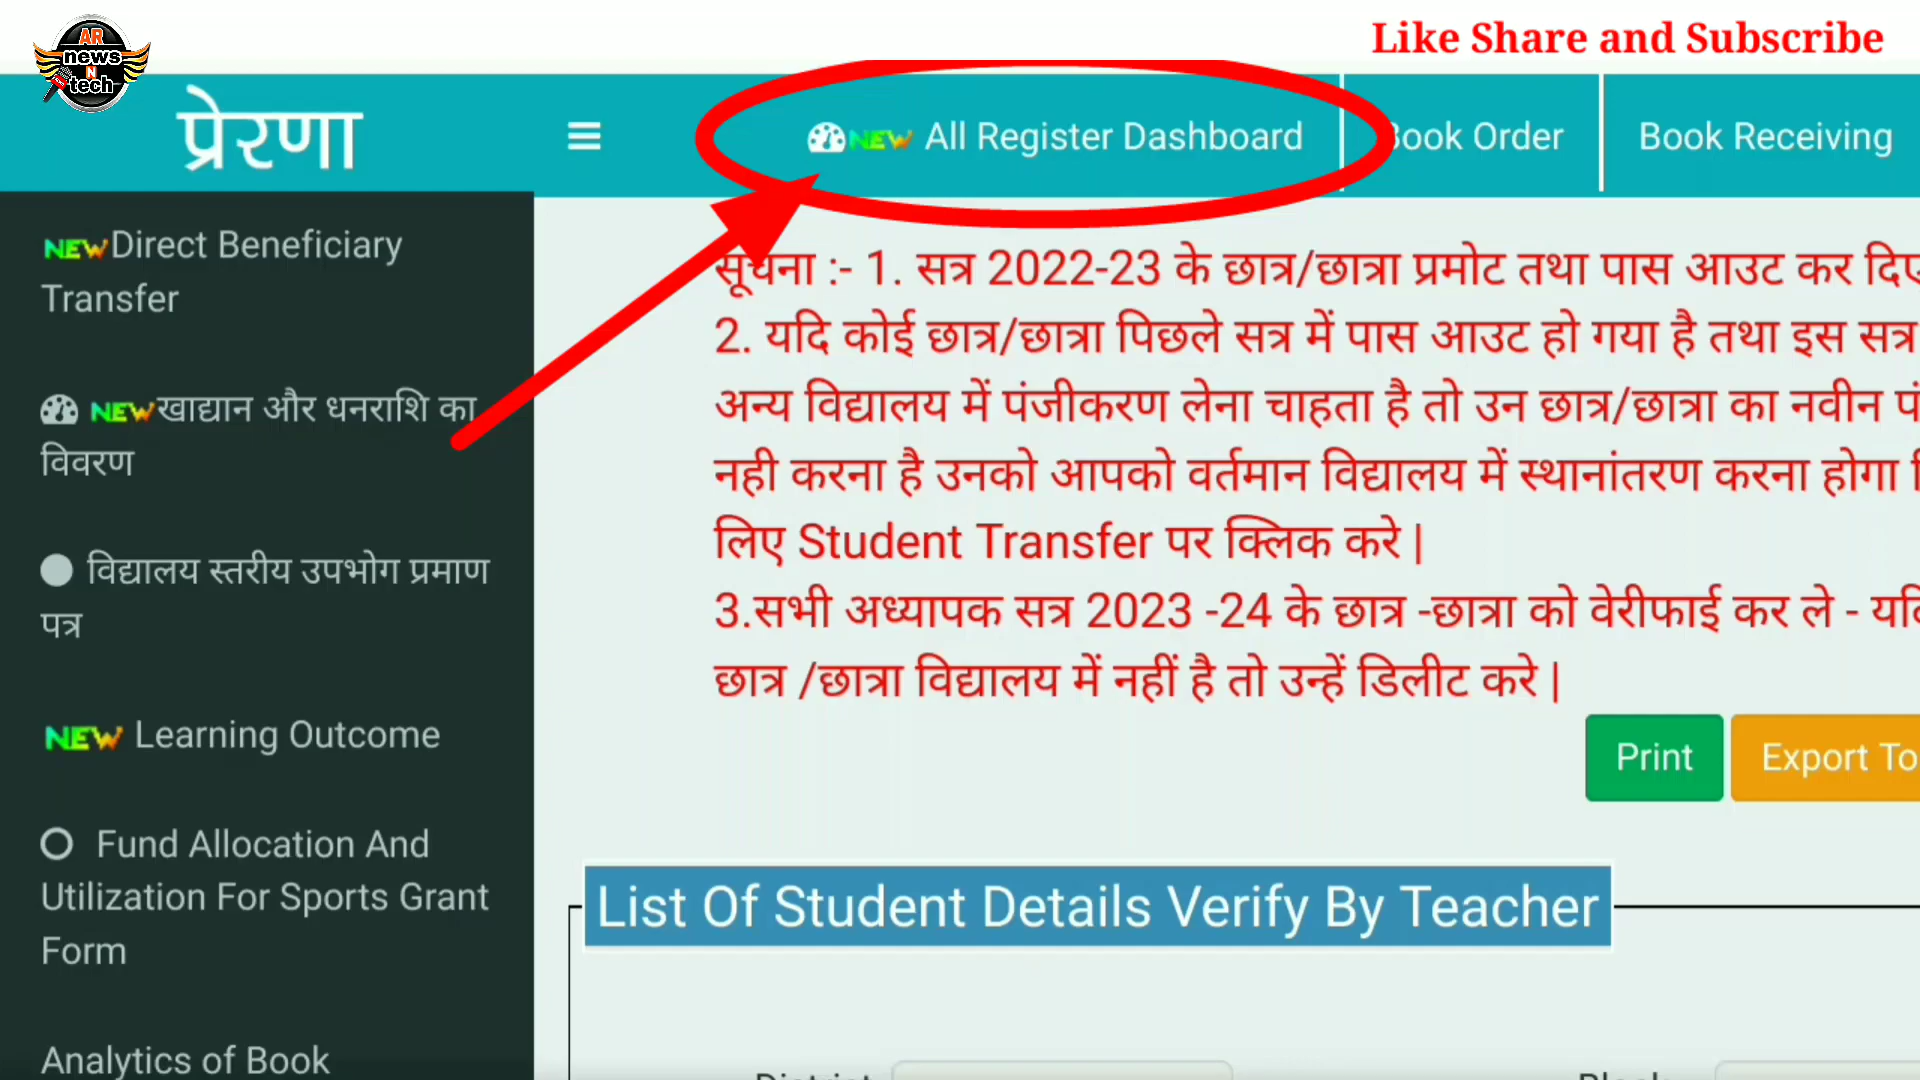 AR
news
N
tech
Like Share and Subscribe
प्रेरणा
NEW All Register Dashboard
Book Order
Book Receiving
NEW Direct Beneficiary
Transfer
NEW खाद्यान और धनराशि का
विवरण
विद्यालय स्तरीय उपभोग प्रमाण
पत्र
NEW Learning Outcome
Fund Allocation And
Utilization For Sports Grant
Form
Analytics of Book
सूचना :- 1. सत्र 2022-23 के छात्र/छात्रा प्रमोट तथा पास आउट कर
2. यदि कोई छात्र/छात्रा पिछले सत्र में पास आउट हो गया है तथा इस सत्र
अन्य विद्यालय में पंजीकरण लेना चाहता है तो उन छात्र/छात्रा का नवीन
नही करना है उनको आपको वर्तमान विद्यालय में स्थानांतरण करना होगा
लिए Student Transfer पर क्लिक करे |
3.सभी अध्यापक सत्र 2023 -24 के छात्र -छात्रा को वेरीफाई कर ले -
छात्र /छात्रा विद्यालय में नहीं है तो उन्हें डिलीट करे |
Print
Export To
List Of Student Details Verify By Teacher